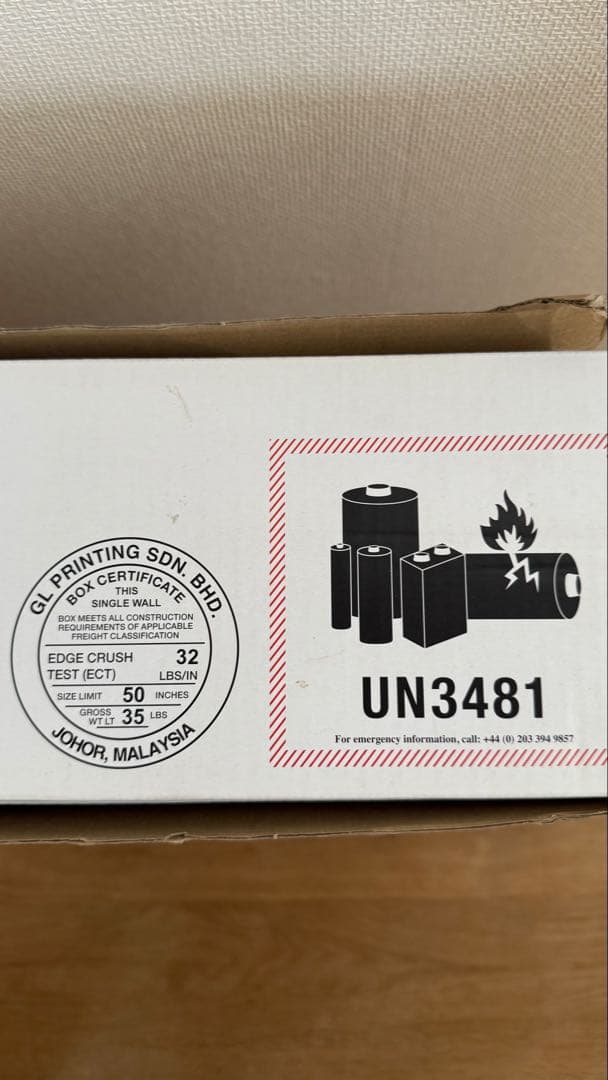 GL PRINTING SDN. BHD.
BOX CERTIFICATE
THIS
SINGLE WALL
BOX MEETS ALL CONSTRUCTION
REQUIREMENTS OF APPLICABLE
FREIGHT CLASSIFICATION
EDGE CRUSH 32
TEST (ECT) LBS/IN
SIZE LIMIT 50 INCHES
GROSS
WT LT 35 LBS
JOHOR, MALAYSIA
UN3481
For emergency information, call: +44 (0) 203 394 9857